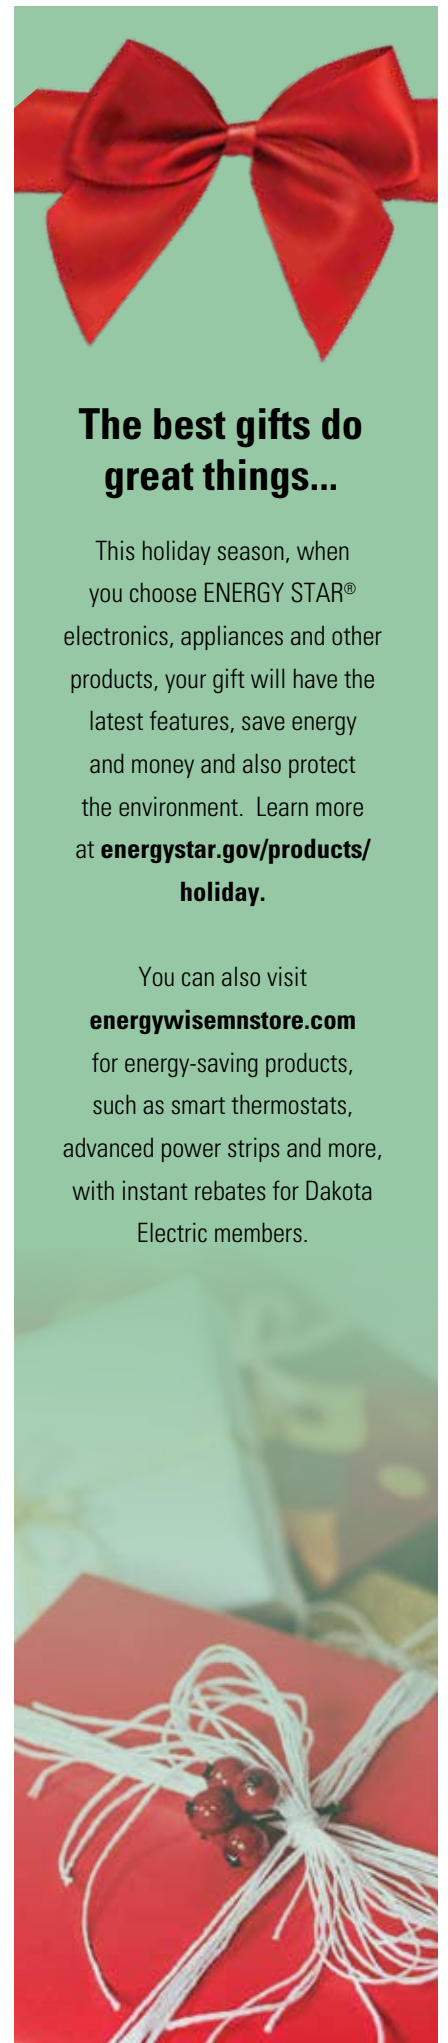 The best gifts do
great things...
This holiday season, when
you choose ENERGY STAR®
electronics, appliances and other
products, your gift will have the
latest features, save energy
and money and also protect
the environment.  Learn more
at energystar.gov/products/
holiday.
You can also visit
energywisemnstore.com
for energy-saving products,
such as smart thermostats,
advanced power strips and more,
with instant rebates for Dakota
Electric members.